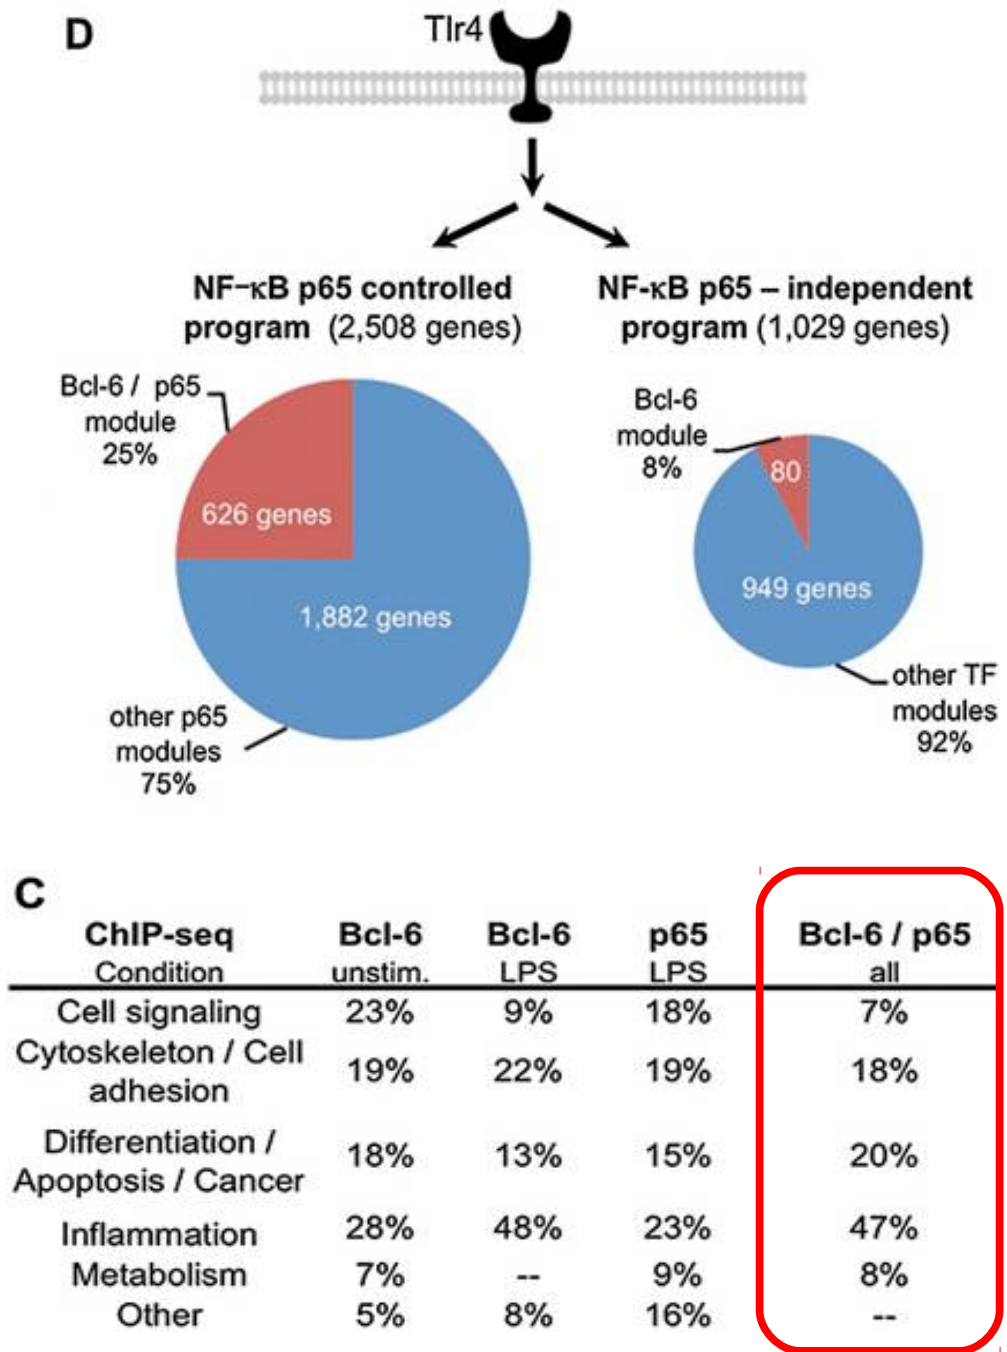 D
Tlr4
NF-κB p65 controlled
program (2,508 genes)
NF-κB p65 – independent
program (1,029 genes)
Bcl-6 / p65
module
25%
626 genes
1,882 genes
other p65
modules
75%
Bcl-6
module
8%
80
949 genes
other TF
modules
92%
C
ChIP-seq Bcl-6 Bcl-6 p65 Bcl-6 / p65
Condition unstim. LPS LPS all
Cell signaling 23% 9% 18% 7%
Cytoskeleton / Cell
adhesion 19% 22% 19% 18%
Differentiation /
Apoptosis / Cancer 18% 13% 15% 20%
Inflammation 28% 48% 23% 47%
Metabolism 7% -- 9% 8%
Other 5% 8% 16% --